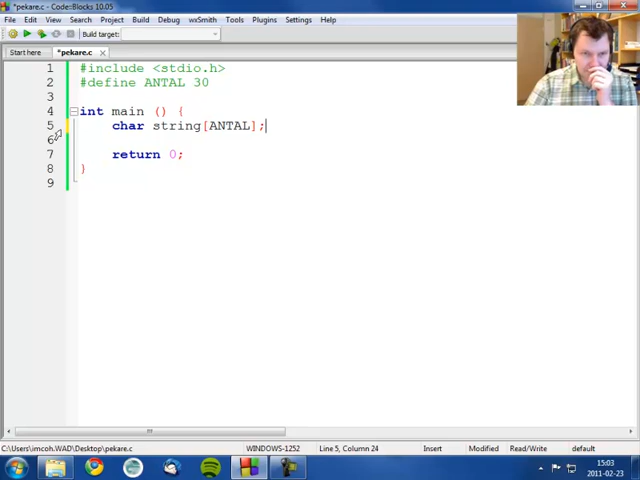 *pekare.c - Code::Blocks 10.05
File Edit View Search Project Build Debug wxSmith Tools Plugins Settings Help
Build target:
Start here *pekare.c
1 #include <stdio.h>
2 #define ANTAL 30
3
4 int main () {
5 char string[ANTAL];
6
7 return 0;
8 }
9
C:\Users\imcoh.WAD\Desktop\pekare.c WINDOWS-1252 Line 5, Column 24 Insert Modified Read/Write default
15:03
2011-02-23